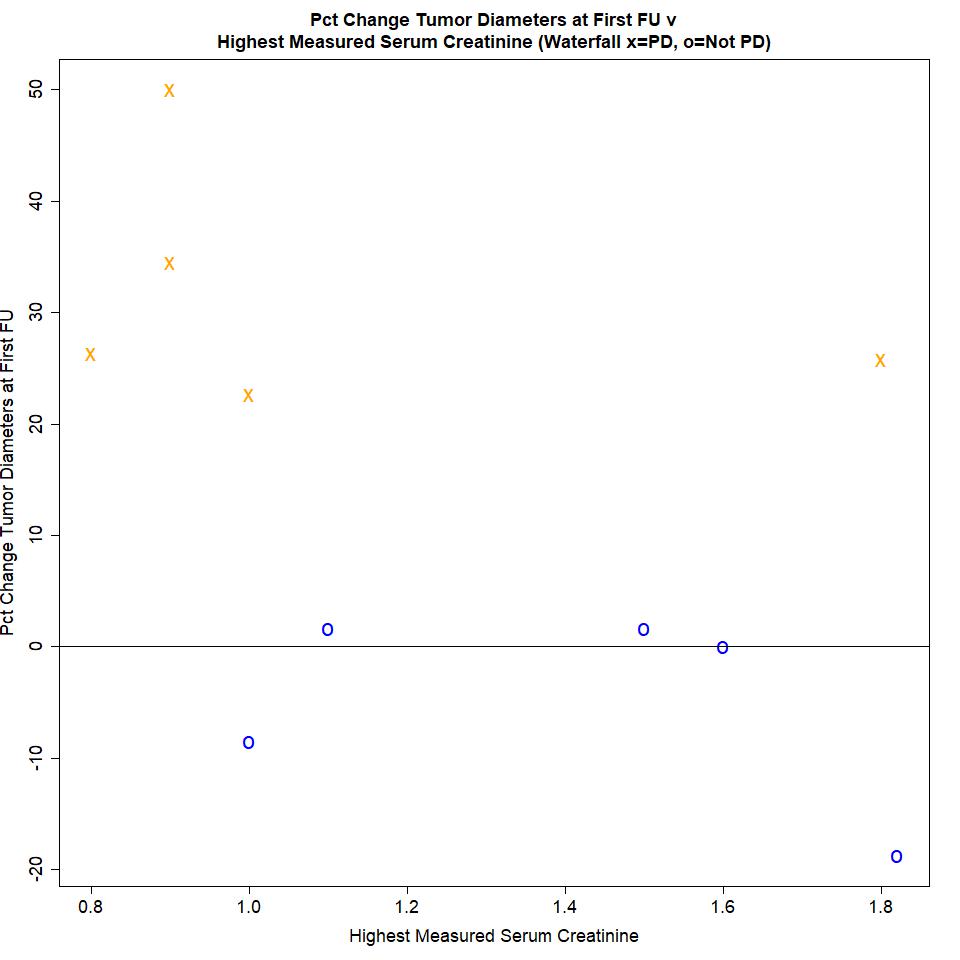 Pct Change Tumor Diameters at First FU v
Highest Measured Serum Creatinine (Waterfall x=PD, o=Not PD)
Pct Change Tumor Diameters at First FU
50
40
30
20
10
0
-10
-20
X
X
X
X
X
O
O
O
O
O
0.8
1.0
1.2
1.4
1.6
1.8
Highest Measured Serum Creatinine